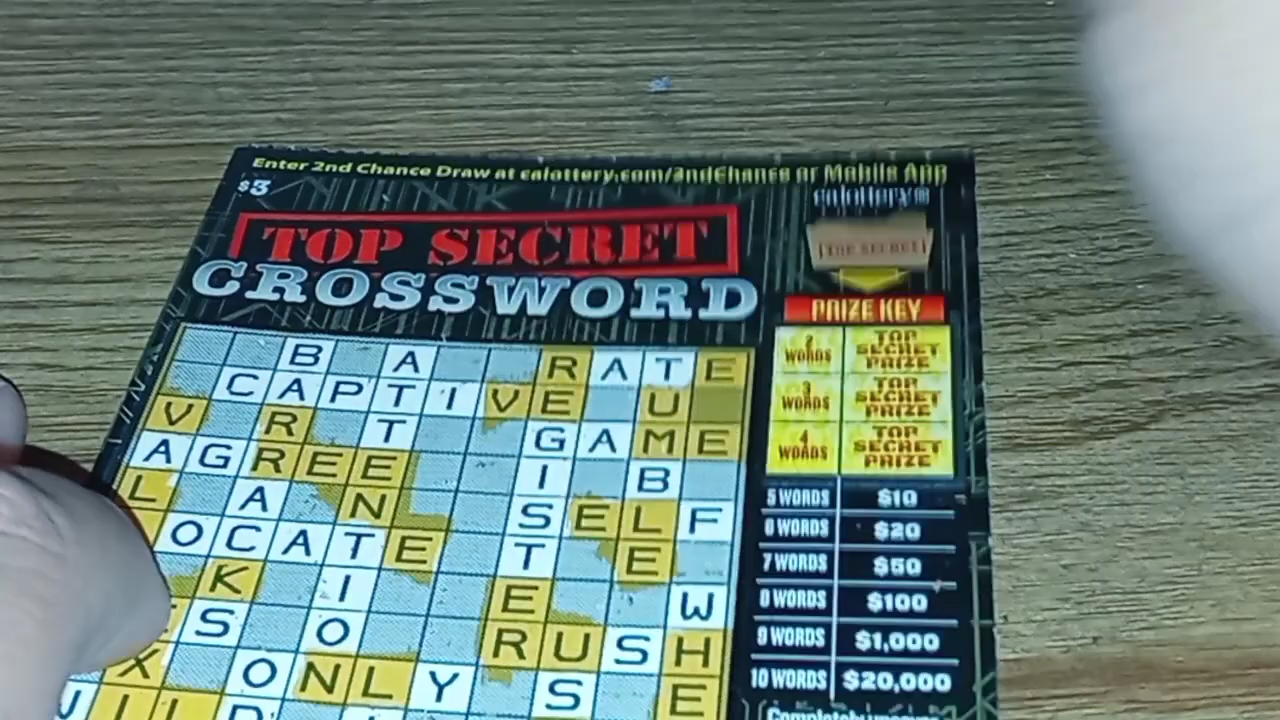 Enter 2nd Chance Draw at calottery.com/2ndChance or Mobile App
$3
calottery
TOP SECRET
CROSSWORD
TOP SECRET
PRIZE KEY
2 WORDS TOP SECRET PRIZE
3 WORDS TOP SECRET PRIZE
4 WORDS TOP SECRET PRIZE
5 WORDS $10
6 WORDS $20
7 WORDS $50
8 WORDS $100
9 WORDS $1,000
10 WORDS $20,000
B A R A T E
C A P T I V E U
V R T G A M E
A G R E E I B
L A N S E L F
L O C A T E T E
K I E W
S O R U S H
X O N L Y S E
I L
Completely